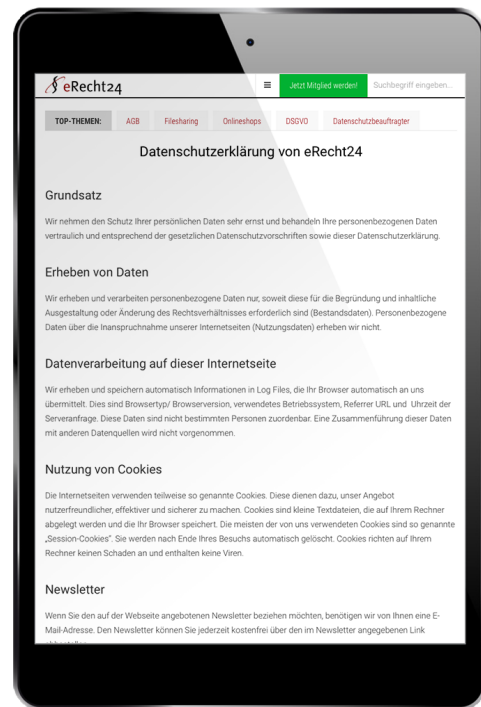 eRecht24
Jetzt Mitglied werden!
Suchbegriff eingeben...
TOP-THEMEN: AGB Filesharing Onlineshops DSGVO Datenschutzbeauftragter
Datenschutzerklärung von eRecht24
Grundsatz
Wir nehmen den Schutz Ihrer persönlichen Daten sehr ernst und behandeln Ihre personenbezogenen Daten
vertraulich und entsprechend der gesetzlichen Datenschutzvorschriften sowie dieser Datenschutzerklärung.
Erheben von Daten
Wir erheben und verarbeiten personenbezogene Daten nur, soweit diese für die Begründung und inhaltliche
Ausgestaltung oder Änderung des Rechtsverhältnisses erforderlich sind (Bestandsdaten). Personenbezogene
Daten über die Inanspruchnahme unserer Internetseiten (Nutzungsdaten) erheben wir nicht.
Datenverarbeitung auf dieser Internetseite
Wir erheben und speichern automatisch Informationen in Log Files, die Ihr Browser automatisch an uns
übermittelt. Dies sind Browsertyp/ Browserversion, verwendetes Betriebssystem, Referrer URL und Uhrzeit der
Serveranfrage. Diese Daten sind nicht bestimmten Personen zuordenbar. Eine Zusammenführung dieser Daten
mit anderen Datenquellen wird nicht vorgenommen.
Nutzung von Cookies
Die Internetseiten verwenden teilweise so genannte Cookies. Diese dienen dazu, unser Angebot
nutzerfreundlicher, effektiver und sicherer zu machen. Cookies sind kleine Textdateien, die auf Ihrem Rechner
abgelegt werden und die Ihr Browser speichert. Die meisten der von uns verwendeten Cookies sind so genannte
„Session-Cookies“. Sie werden nach Ende Ihres Besuchs automatisch gelöscht. Cookies richten auf Ihrem
Rechner keinen Schaden an und enthalten keine Viren.
Newsletter
Wenn Sie den auf der Webseite angebotenen Newsletter beziehen möchten, benötigen wir von Ihnen eine E-
Mail-Adresse. Den Newsletter können Sie jederzeit kostenfrei über den im Newsletter angegebenen Link